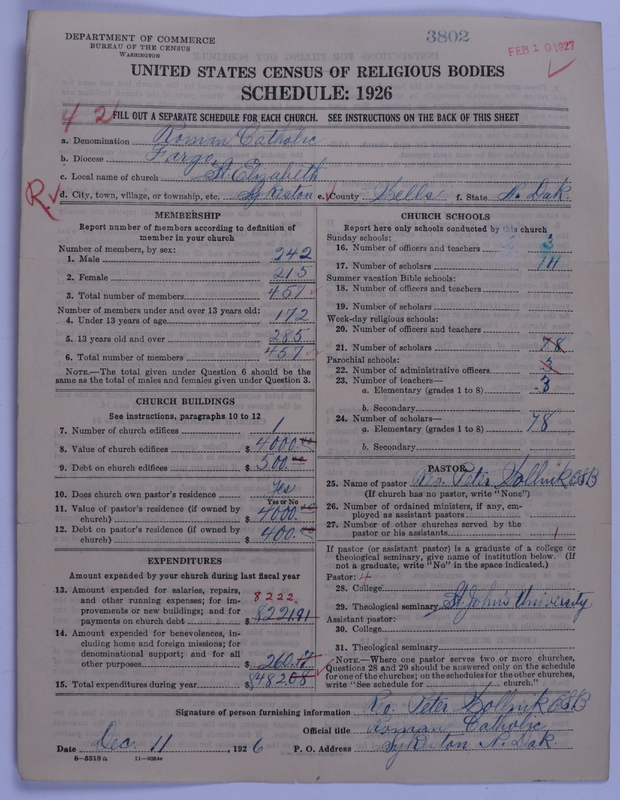 DEPARTMENT OF COMMERCE
BUREAU OF THE CENSUS
WASHINGTON
3802
FEB 10 1927
UNITED STATES CENSUS OF RELIGIOUS BODIES
SCHEDULE: 1926
4 2
FILL OUT A SEPARATE SCHEDULE FOR EACH CHURCH. SEE INSTRUCTIONS ON THE BACK OF THIS SHEET
a. Denomination Roman Catholic
b. Diocese Fargo,
c. Local name of church St. Elizabeth
R. d. City, town, village, or township, etc. Sykeston e. County Wells f. State N. Dak.
MEMBERSHIP
Report number of members according to definition of member in your church
Number of members, by sex:
1. Male 242
2. Female 215
3. Total number of members 457
Number of members under and over 13 years old:
4. Under 13 years of age 172
5. 13 years old and over 285
6. Total number of members 457
NOTE.—The total given under Question 6 should be the same as the total of males and females given under Question 3.
CHURCH BUILDINGS
See instructions, paragraphs 10 to 12
7. Number of church edifices 1
8. Value of church edifices $ 4000.00
9. Debt on church edifices $ 500.00
10. Does church own pastor's residence Yes
Yes or No
11. Value of pastor's residence (if owned by church) $ 4000.00
12. Debt on pastor's residence (if owned by church) $ 400.00
EXPENDITURES
Amount expended by your church during last fiscal year
13. Amount expended for salaries, repairs, and other running expenses; for improvements or new buildings; and for payments on church debt $ 8221.91
8222.
14. Amount expended for benevolences, including home and foreign missions; for denominational support; and for all other purposes $ 260.17
15. Total expenditures during year $ 8482.08
CHURCH SCHOOLS
Report here only schools conducted by this church
Sunday schools:
16. Number of officers and teachers 3
17. Number of scholars 111
Summer vacation Bible schools:
18. Number of officers and teachers
19. Number of scholars
Week-day religious schools:
20. Number of officers and teachers
21. Number of scholars 78
Parochial schools:
22. Number of administrative officers 3
23. Number of teachers—
a. Elementary (grades 1 to 8) 3
b. Secondary
24. Number of scholars—
a. Elementary (grades 1 to 8) 78
b. Secondary
PASTOR
25. Name of pastor Rev. Peter Sollnik OSB
(If church has no pastor, write "None")
26. Number of ordained ministers, if any, employed as assistant pastors
27. Number of other churches served by the pastor or his assistants 1
If pastor (or assistant pastor) is a graduate of a college or theological seminary, give name of institution below. (If not a graduate, write "No" in the space indicated.)
Pastor: 4
28. College
29. Theological seminary St. John's University
Assistant pastor:
30. College
31. Theological seminary
NOTE.—Where one pastor serves two or more churches, Questions 28 and 29 should be answered only on the schedule for one of the churches; on the schedules for the other churches, write "See schedule for church."
Signature of person furnishing information Rev. Peter Sollnik OSB
Official title Roman Catholic
Date Dec. 11, 1926 P. O. Address Sykeston N. Dak
8—5518a 11—9384e